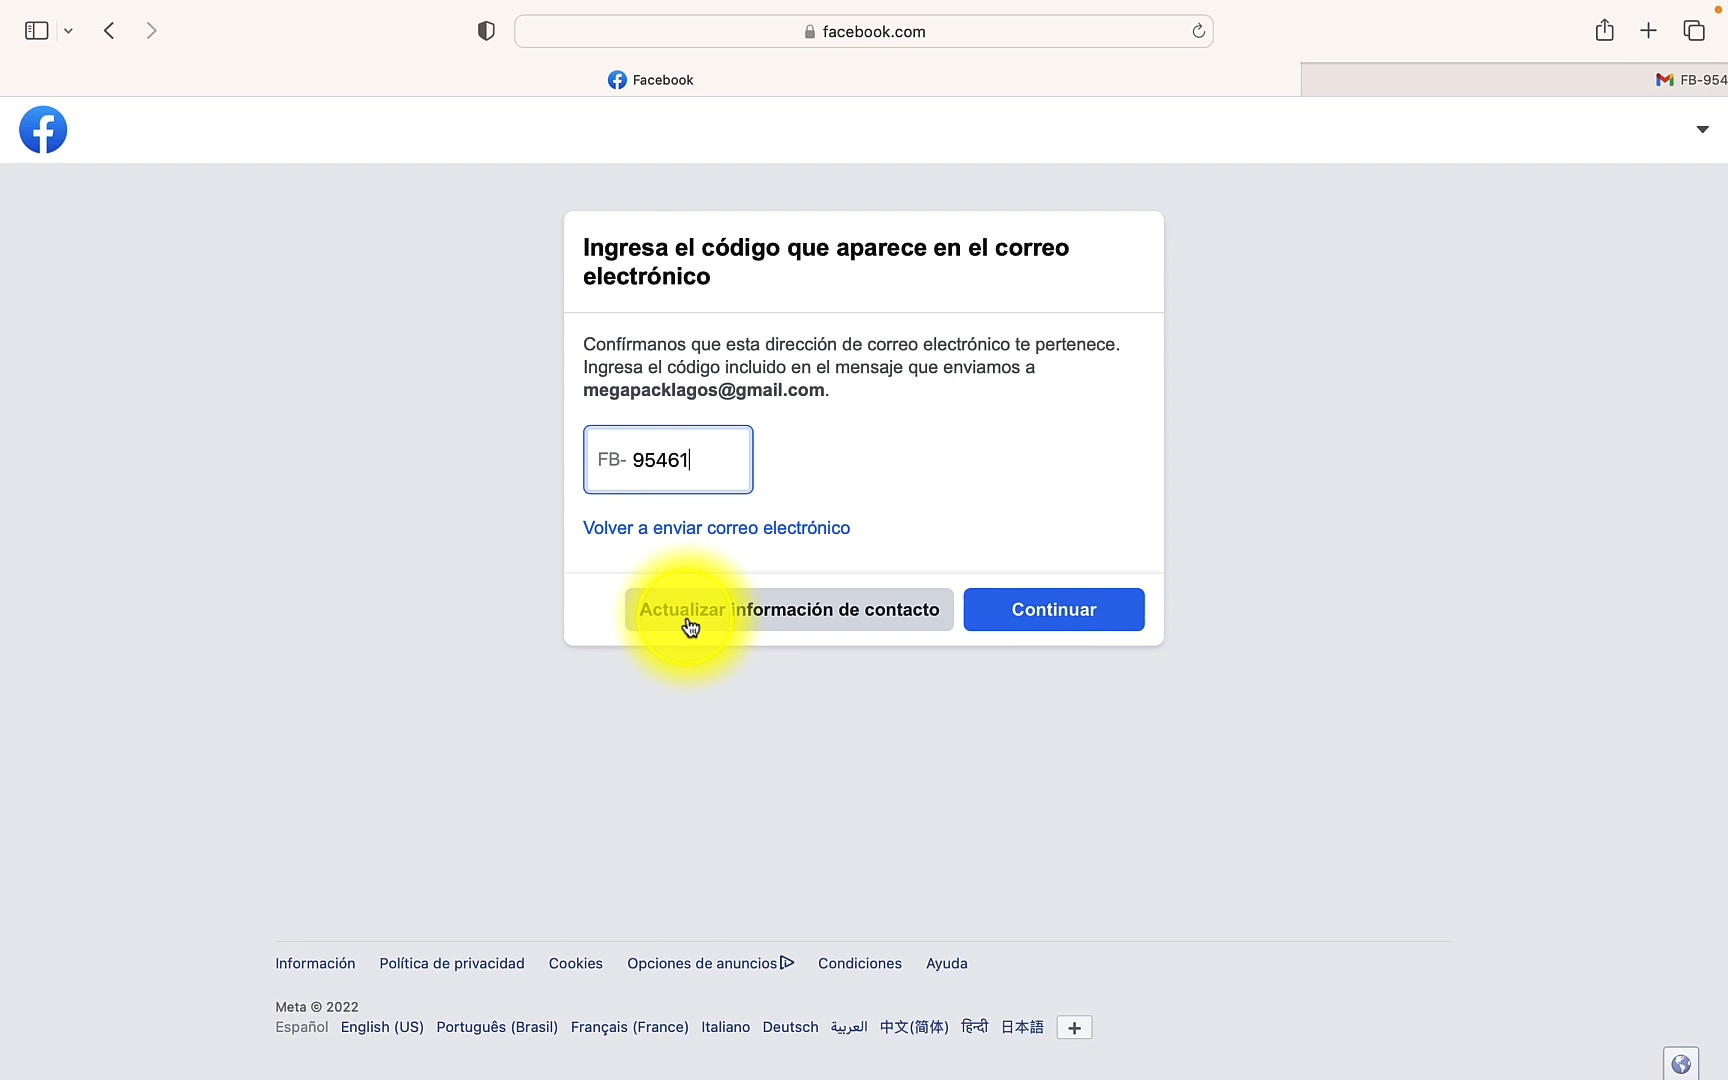 facebook.com
Facebook
FB-954
Ingresa el código que aparece en el correo
electrónico
Confírmanos que esta dirección de correo electrónico te pertenece.
Ingresa el código incluido en el mensaje que enviamos a
megapacklagos@gmail.com.
FB- 95461
Volver a enviar correo electrónico
Actualizar información de contacto
Continuar
Información Política de privacidad Cookies Opciones de anuncios Condiciones Ayuda
Meta © 2022
Español English (US) Português (Brasil) Français (France) Italiano Deutsch العربية 中文(简体) हिन्दी 日本語